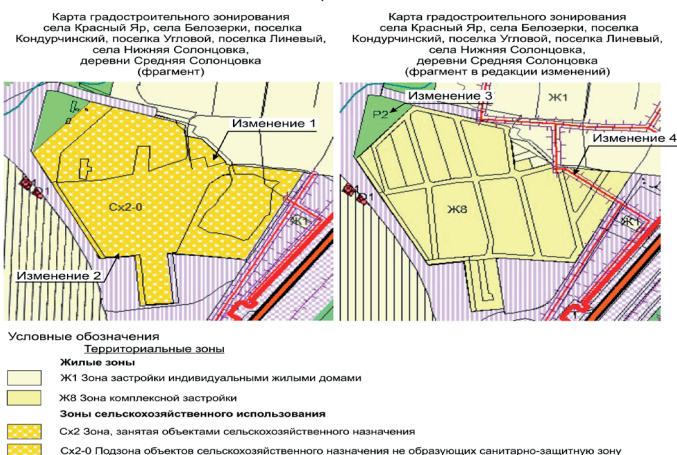 Карта градостроительного зонирования
села Красный Яр, села Белозерки, поселка
Кондурчинский, поселка Угловой, поселка Линевый,
села Нижняя Солонцовка,
деревни Средняя Солонцовка
(фрагмент)
Карта градостроительного зонирования
села Красный Яр, села Белозерки, поселка
Кондурчинский, поселка Угловой, поселка Линевый,
села Нижняя Солонцовка,
деревни Средняя Солонцовка
(фрагмент в редакции изменений)
Изменение 1
Сх2-0
Ж1
Изменение 2
Изменение 3
Р2
Ж1
Изменение 4
Ж8
Ж1
Условные обозначения
Территориальные зоны
Жилые зоны
Ж1 Зона застройки индивидуальными жилыми домами
Ж8 Зона комплексной застройки
Зоны сельскохозяйственного использования
Сх2 Зона, занятая объектами сельскохозяйственного назначения
Сх2-0 Подзона объектов сельскохозяйственного назначения не образующих санитарно-защитную зону